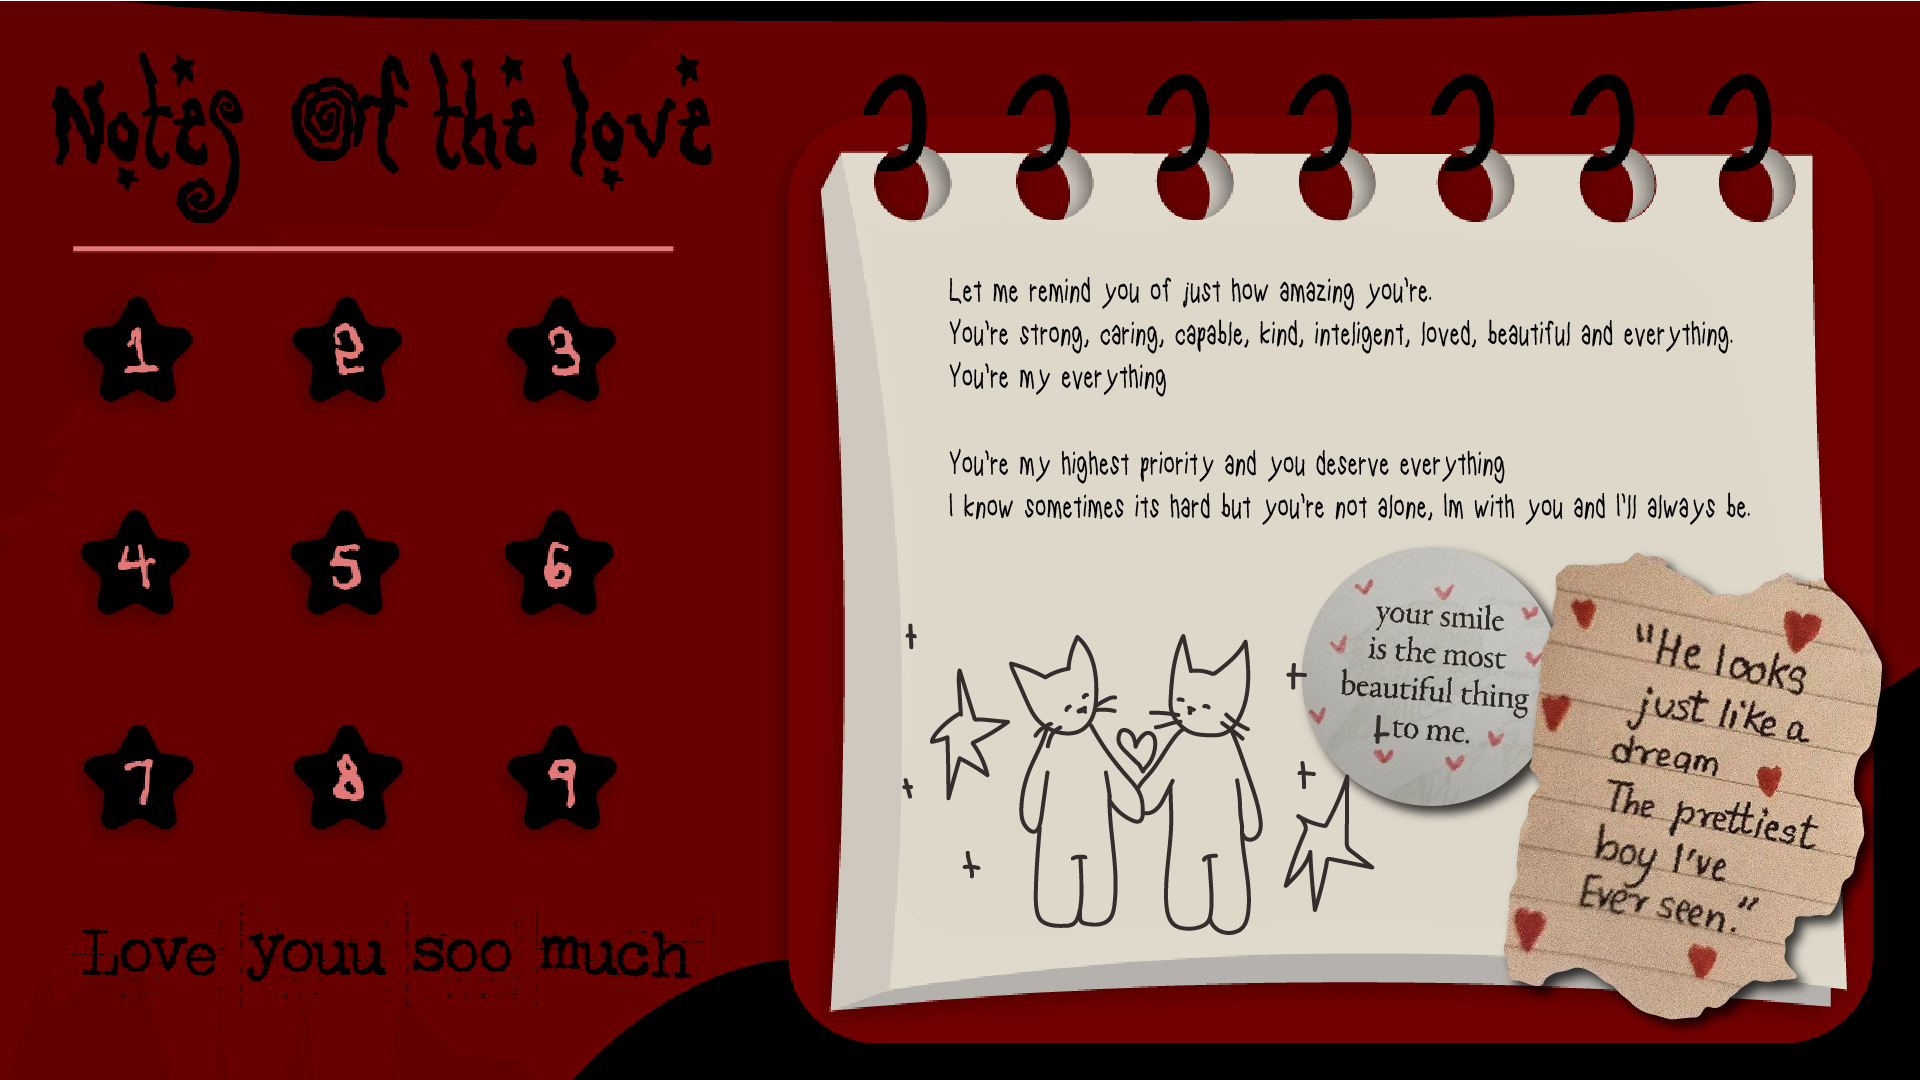 Notes Of the love
1 2 3
4 5 6
7 8 9
Love youu soo much
Let me remind you of just how amazing you're.
You're strong, caring, capable, kind, inteligent, loved, beautiful and everything.
You're my everything
You're my highest priority and you deserve everything
I know sometimes its hard but you're not alone, Im with you and I'll always be.
your smile
is the most
beautiful thing
to me.
"He looks
just like a
dream
The prettiest
boy I've
Ever seen."